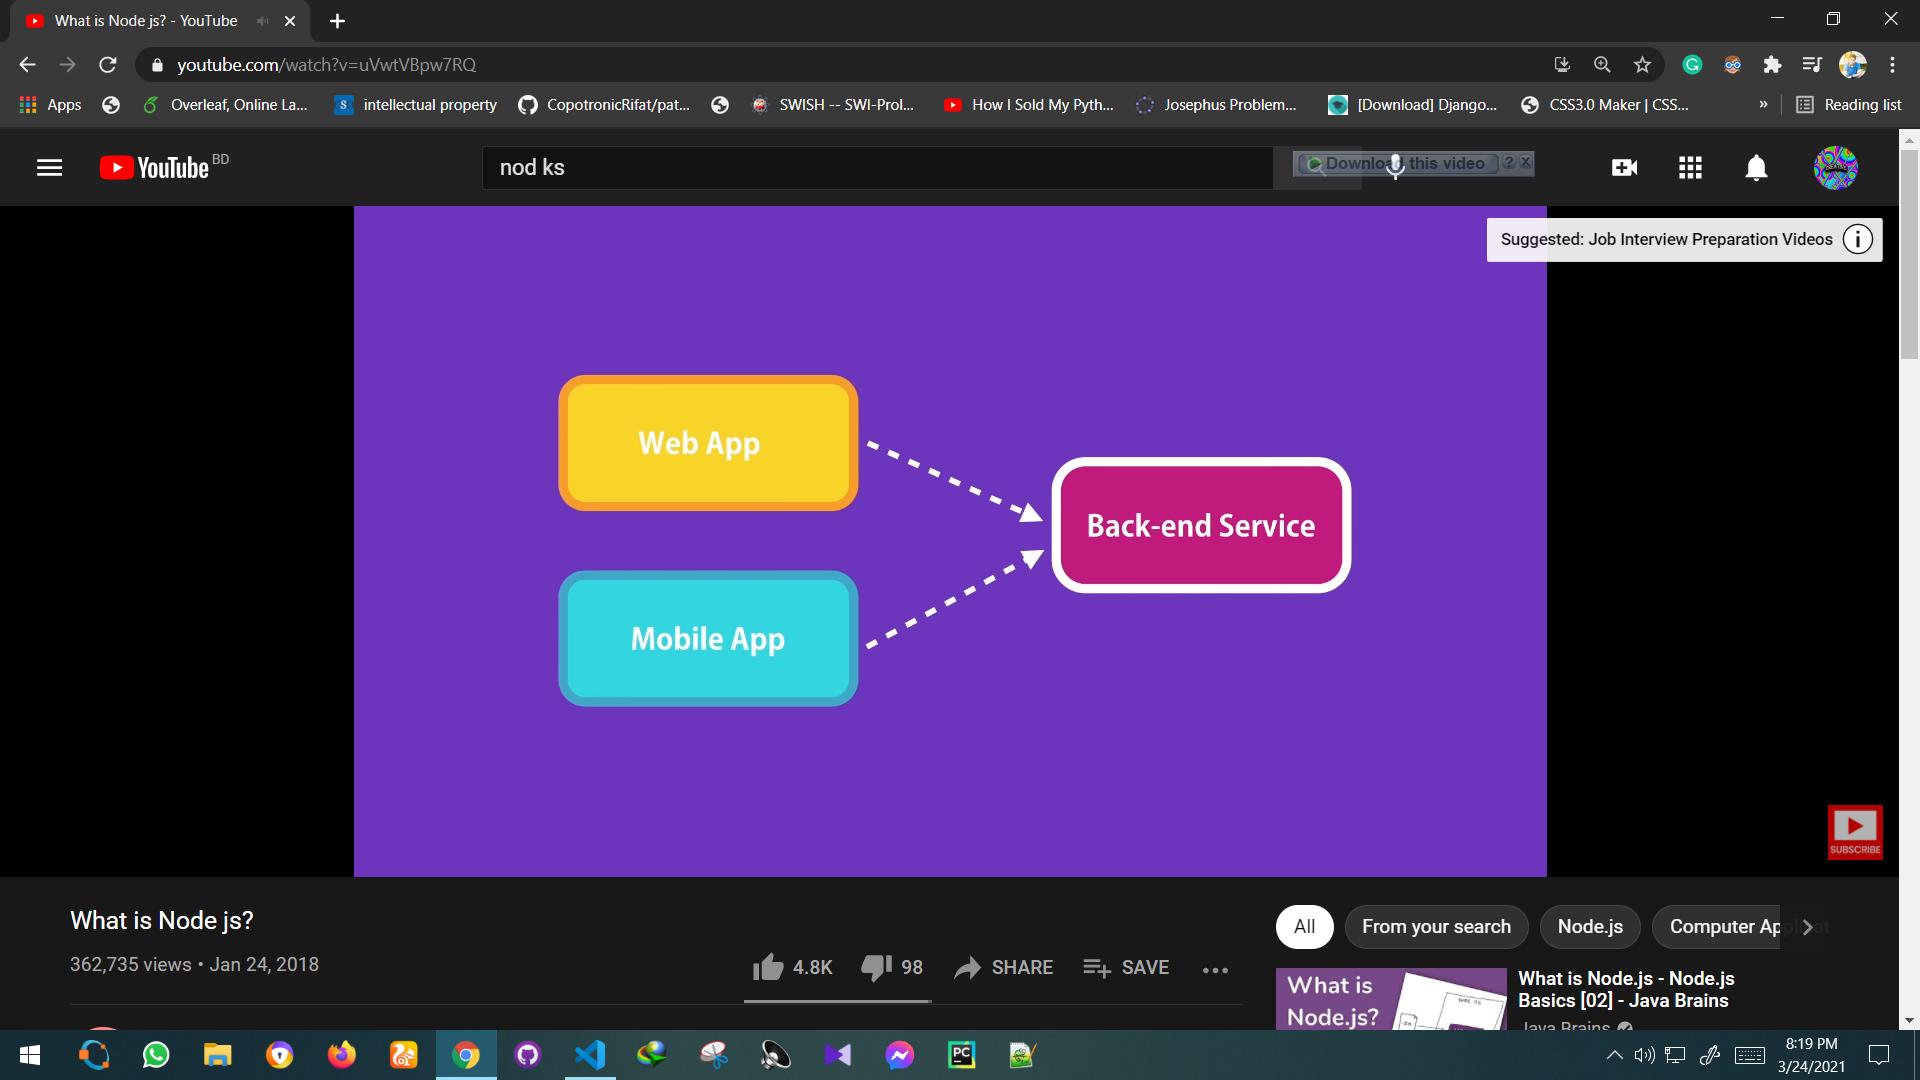 What is Node js? - YouTube
youtube.com/watch?v=uVwtVBpw7RQ
Apps
Overleaf, Online La...
intellectual property
CopotronicRifat/pat...
SWISH -- SWI-Prol...
How I Sold My Pyth...
Josephus Problem...
[Download] Django...
CSS3.0 Maker | CSS...
»
Reading list
YouTube BD
nod ks
Download this video
Suggested: Job Interview Preparation Videos
Web App
Back-end Service
Mobile App
SUBSCRIBE
What is Node js?
362,735 views • Jan 24, 2018
4.8K
98
SHARE
SAVE
All
From your search
Node.js
Computer Ap
What is
Node.js?
What is Node.js - Node.js
Basics [02] - Java Brains
Java Brains
PC
8:19 PM
3/24/2021